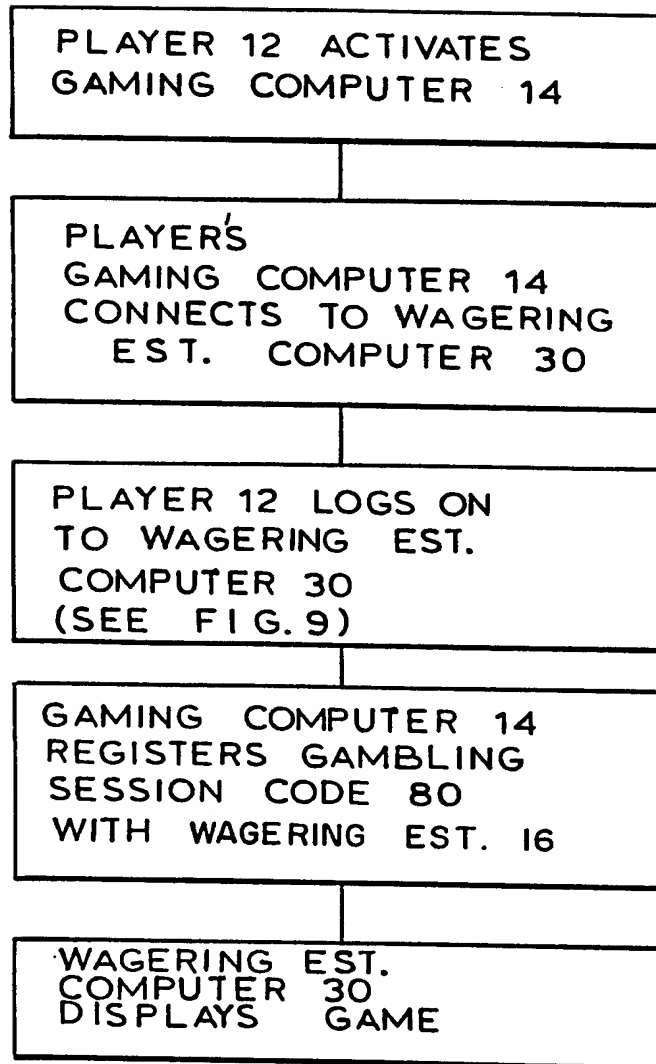 PLAYER 12 ACTIVATES
GAMING COMPUTER 14
PLAYER'S
GAMING COMPUTER 14
CONNECTS TO WAGERING
EST. COMPUTER 30
PLAYER 12 LOGS ON
TO WAGERING EST.
COMPUTER 30
(SEE FIG.9)
GAMING COMPUTER 14
REGISTERS GAMBLING
SESSION CODE 80
WITH WAGERING EST. 16
WAGERING EST.
COMPUTER 30
DISPLAYS GAME